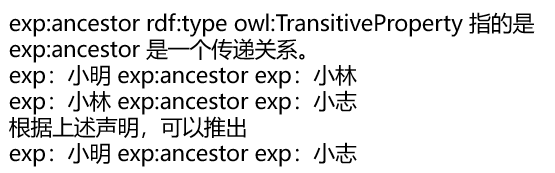 exp:ancestor rdf:type owl:TransitiveProperty 指的是
exp:ancestor 是一个传递关系。
exp：小明 exp:ancestor exp：小林
exp：小林 exp:ancestor exp：小志
根据上述声明，可以推出
exp：小明 exp:ancestor exp：小志